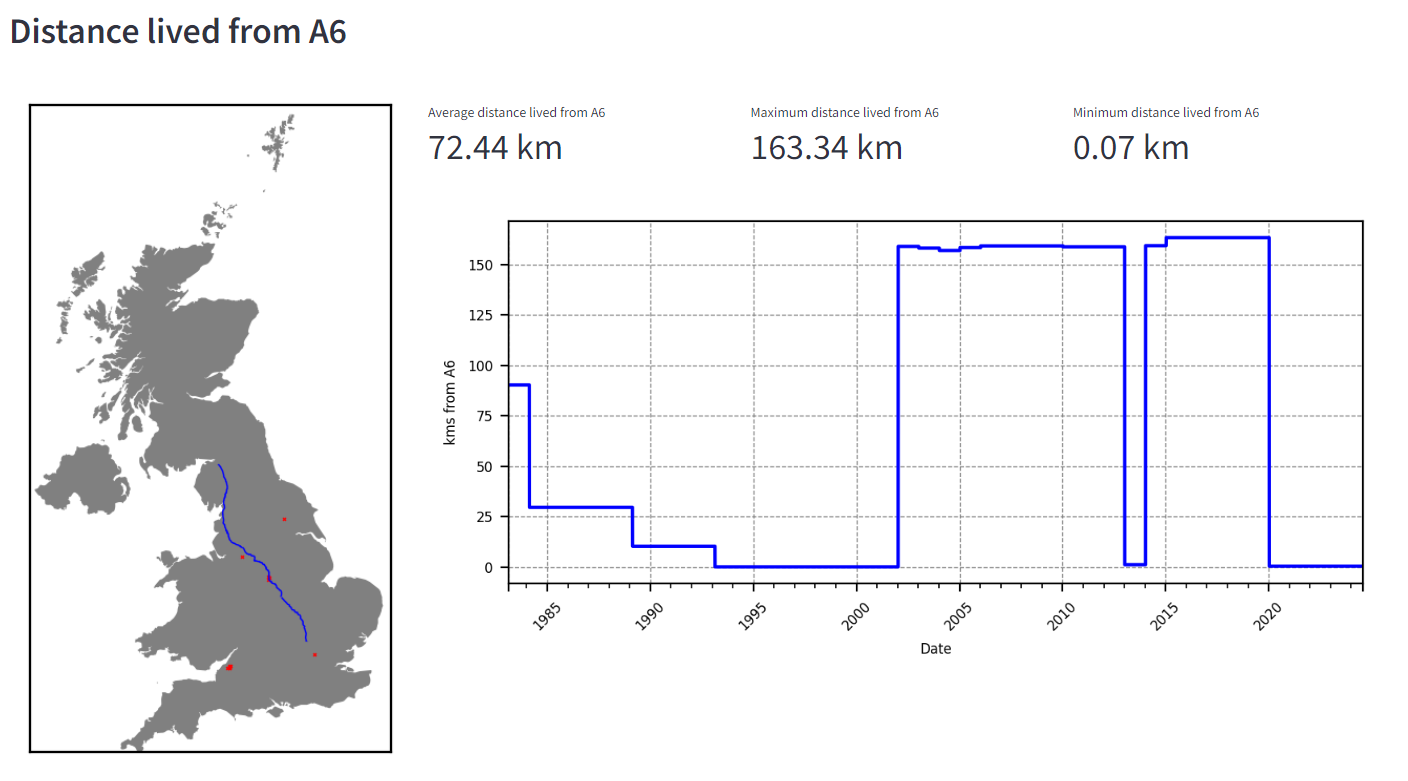 Distance lived from A6
Average distance lived from A6
72.44 km
Maximum distance lived from A6
163.34 km
Minimum distance lived from A6
0.07 km
kms from A6
150
125
100
75
50
25
0
1985
1990
1995
2000
2005
2010
2015
2020
Date